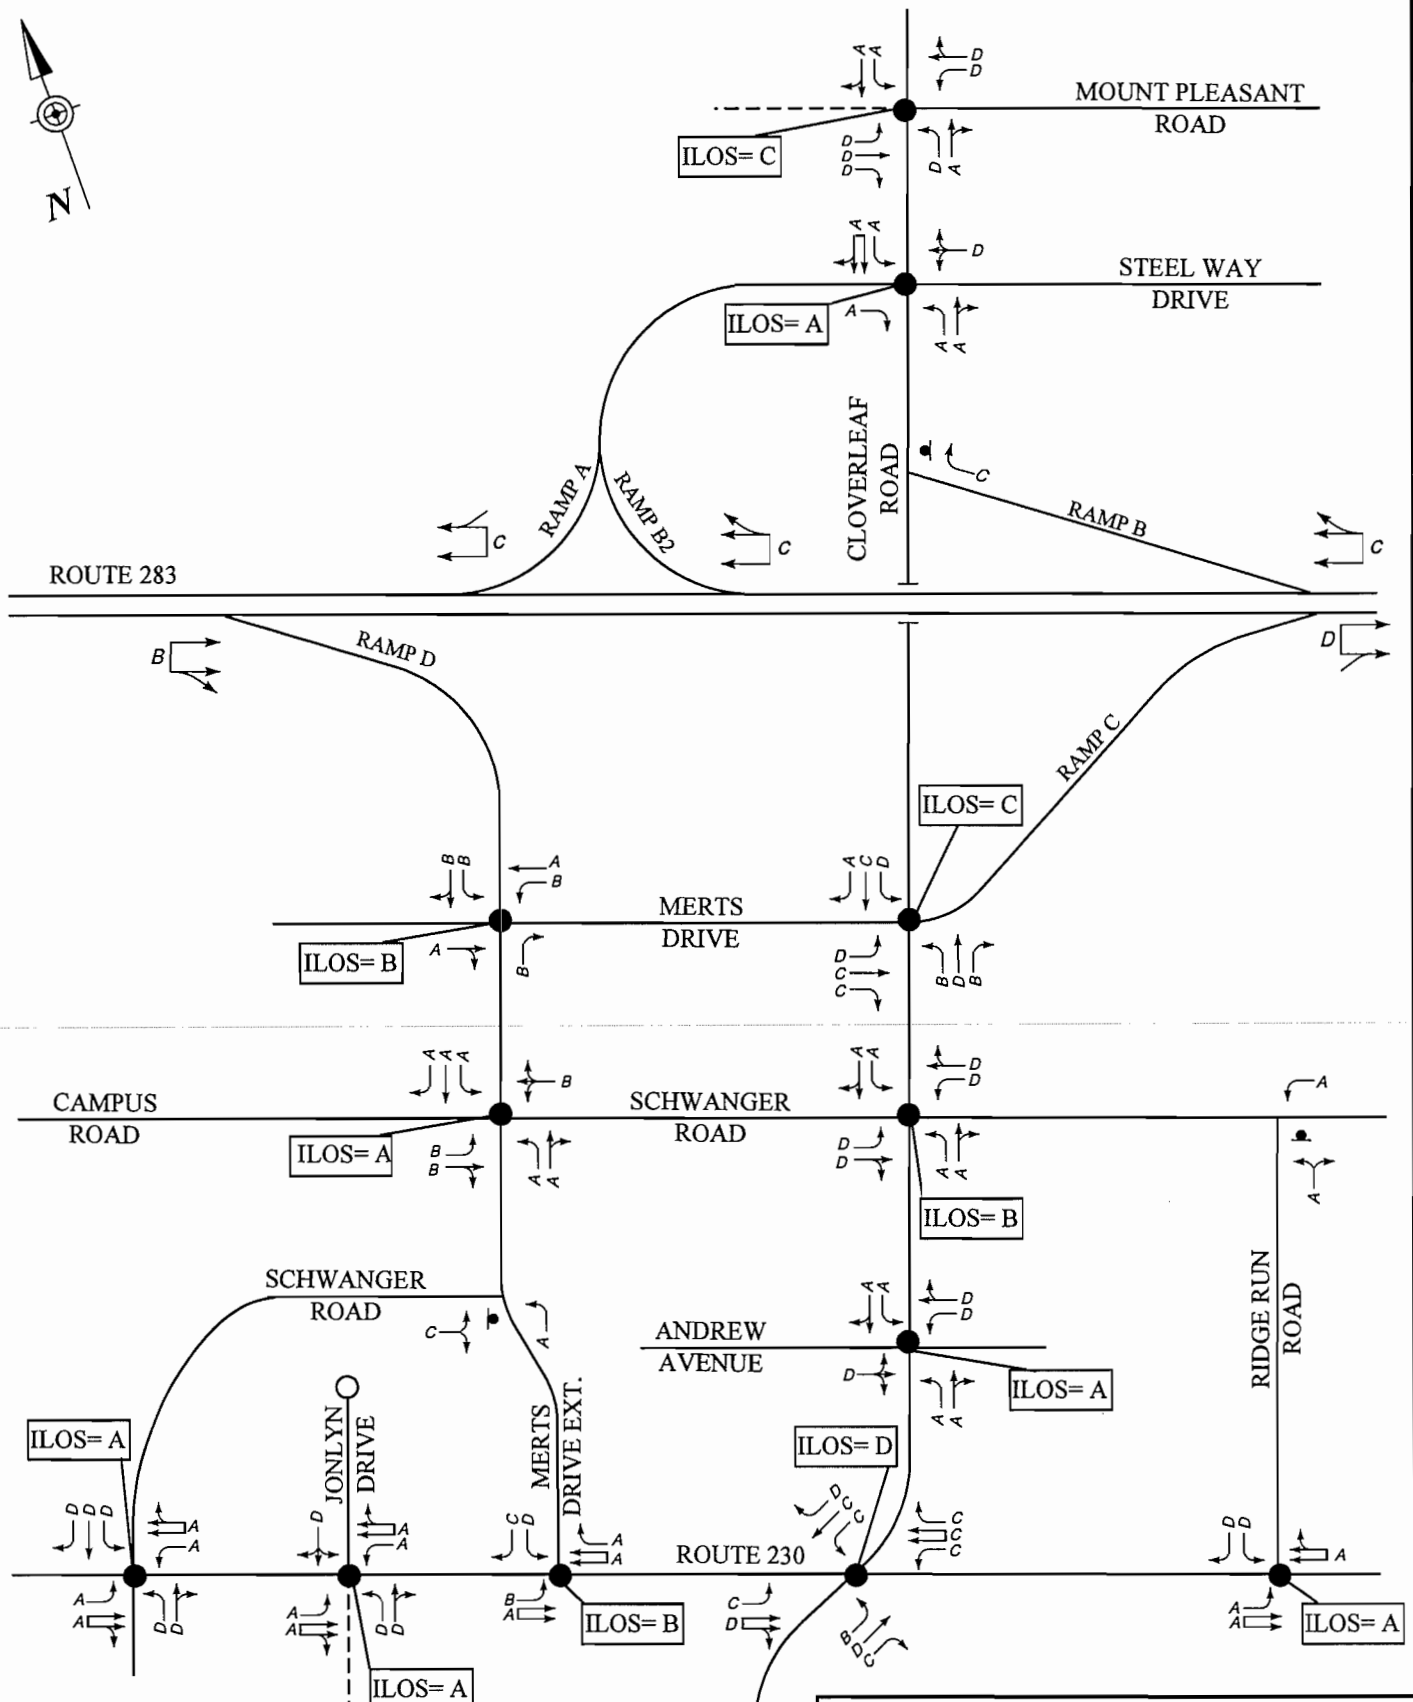 A A
D
D
MOUNT PLEASANT
ROAD
ILOS= C
D
D
D
D A
N
A A
D
STEEL WAY
DRIVE
ILOS= A
A
A A
CLOVERLEAF
ROAD
C
RAMP A
RAMP B2
RAMP B
C
C
C
ROUTE 283
B
RAMP D
D
RAMP C
ILOS= C
B B
A
B
A C D
MERTS
DRIVE
ILOS= B
A
B
D
C
C
B D B
A A A
B
A A
D
D
A
CAMPUS
ROAD
SCHWANGER
ROAD
ILOS= A
B
B
A A
D
D
A A
A
ILOS= B
SCHWANGER
ROAD
C
A
A A
D
D
ANDREW
AVENUE
D
A A
ILOS= A
RIDGE RUN
ROAD
ILOS= A
JONLYN
DRIVE
MERTS
DRIVE EXT.
ILOS= D
D D D
A
A
D
A
A
C D
A
A
ROUTE 230
D C C
C
C
C
D D
A
A
A
D D
A
A
D D
B
A
ILOS= B
C
D
B D C
A
A
ILOS= A
ILOS= A